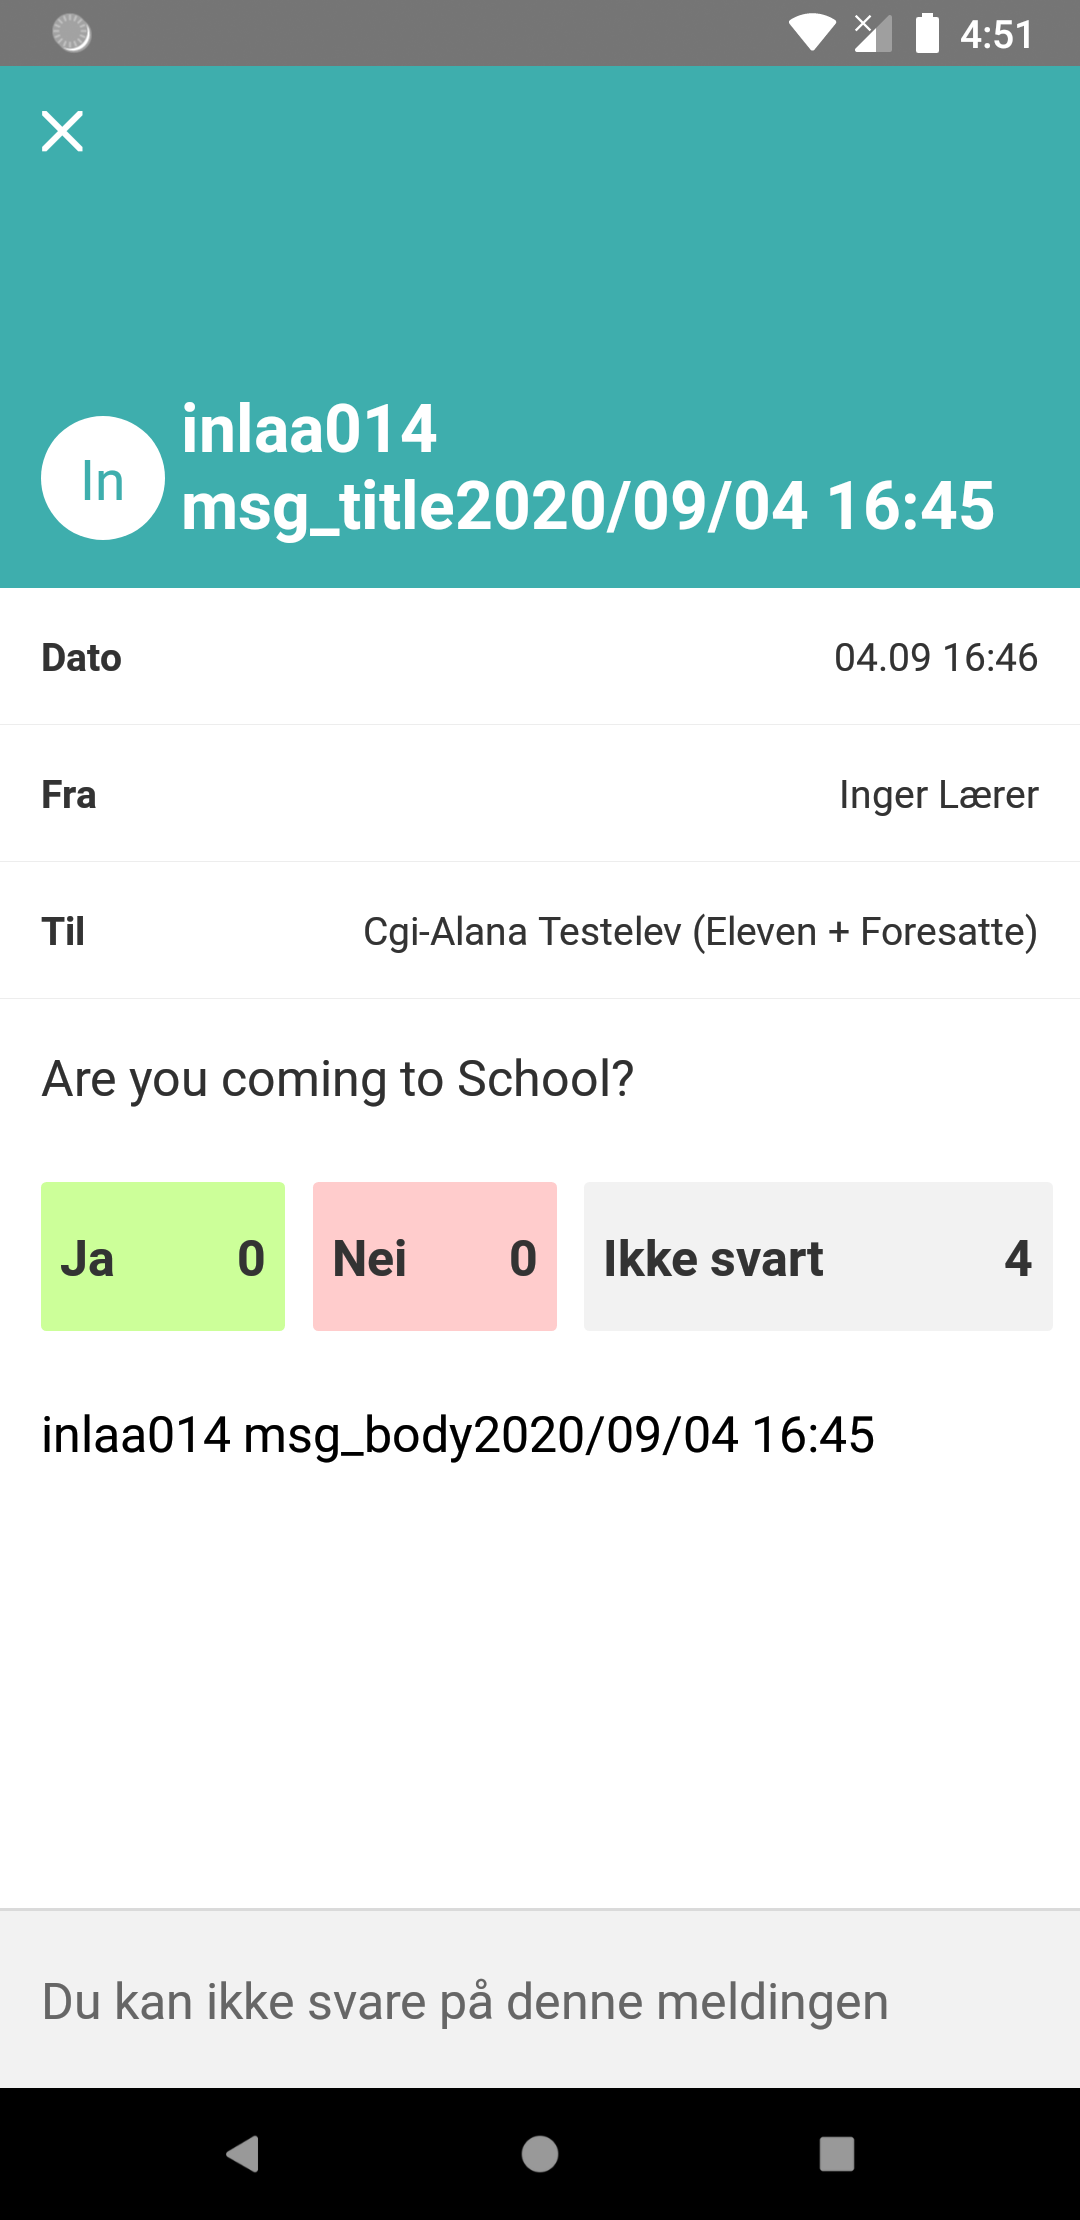 4:51
In
inlaa014
msg_title2020/09/04 16:45
Dato 04.09 16:46
Fra Inger Lærer
Til Cgi-Alana Testelev (Eleven + Foresatte)
Are you coming to School?
Ja 0 Nei 0 Ikke svart 4
inlaa014 msg_body2020/09/04 16:45
Du kan ikke svare på denne meldingen